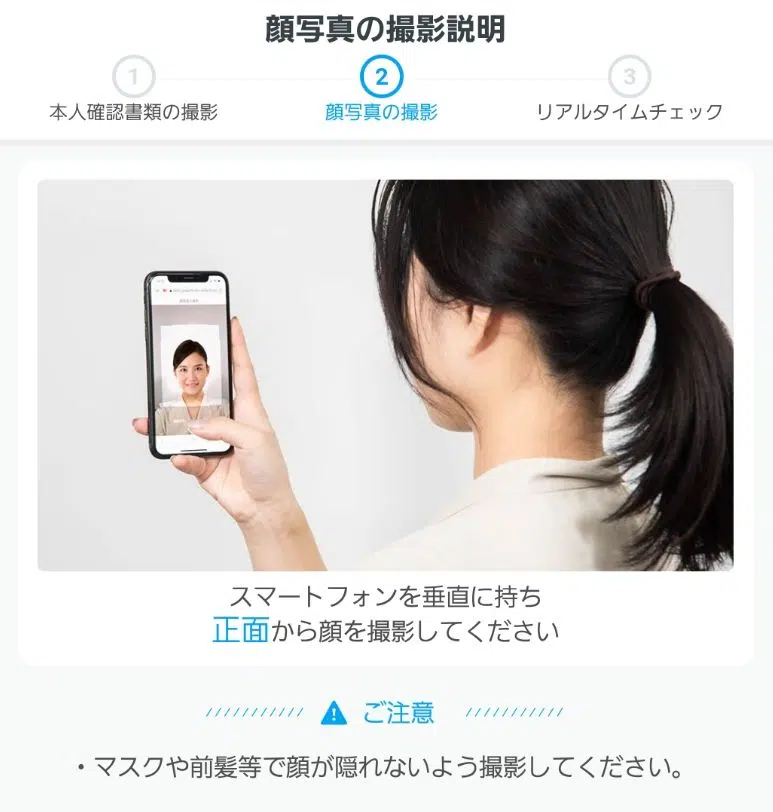 顔写真の撮影説明
1
2
3
本人確認書類の撮影
顔写真の撮影
リアルタイムチェック
スマートフォンを垂直に持ち
正面から顔を撮影してください
ご注意
・マスクや前髪等で顔が隠れないよう撮影してください。